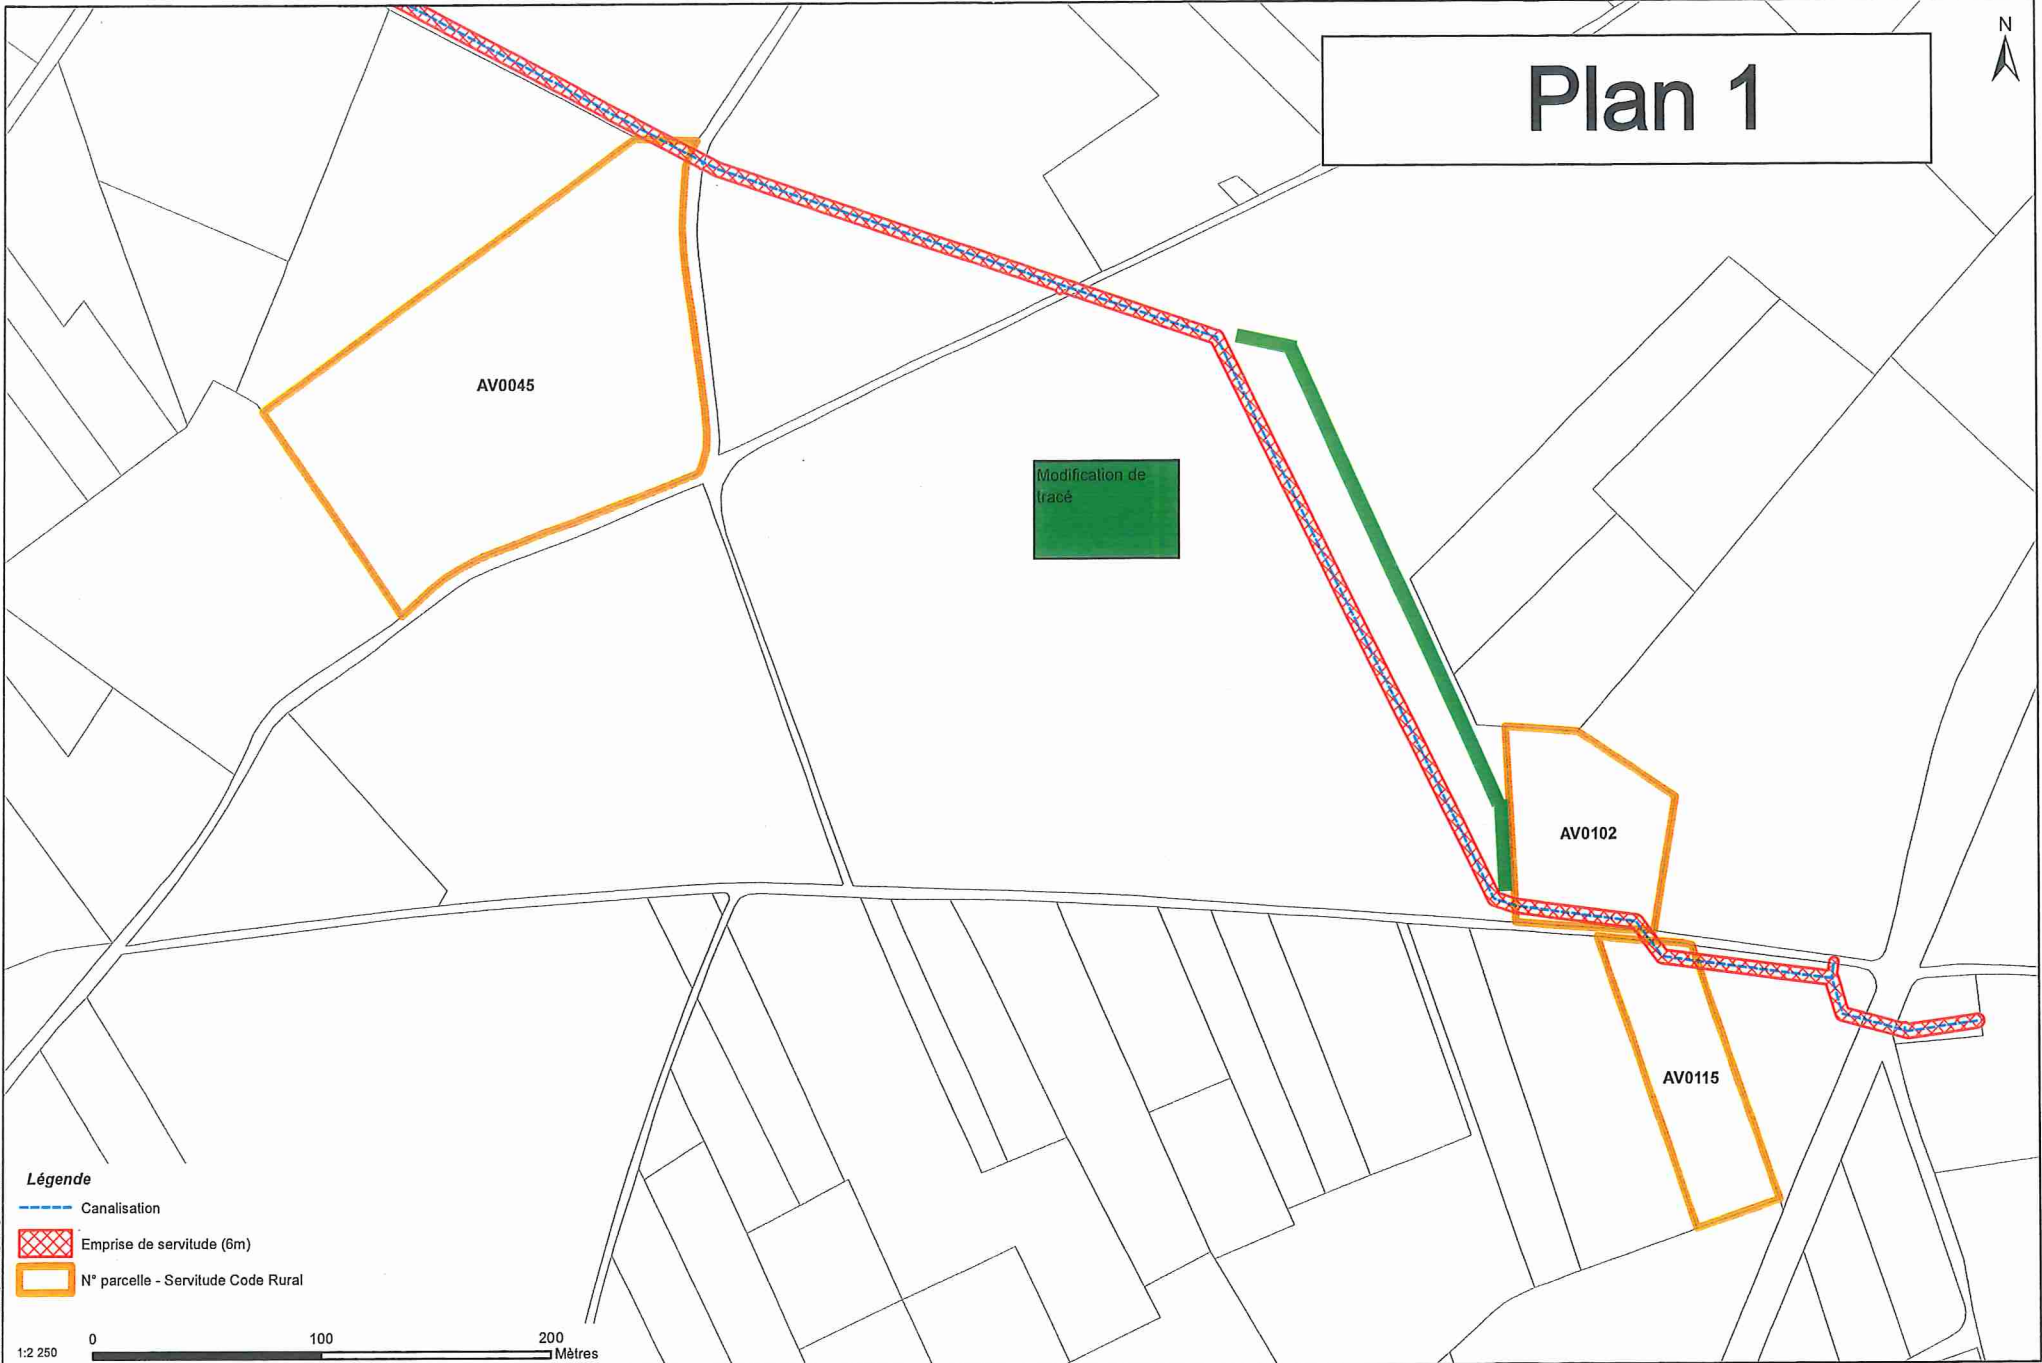 Plan 1
N
AV0045
Modification de
tracé
AV0102
AV0115
Légende
Canalisation
Emprise de servitude (6m)
N° parcelle - Servitude Code Rural
0 100 200
1:2 250 Mètres